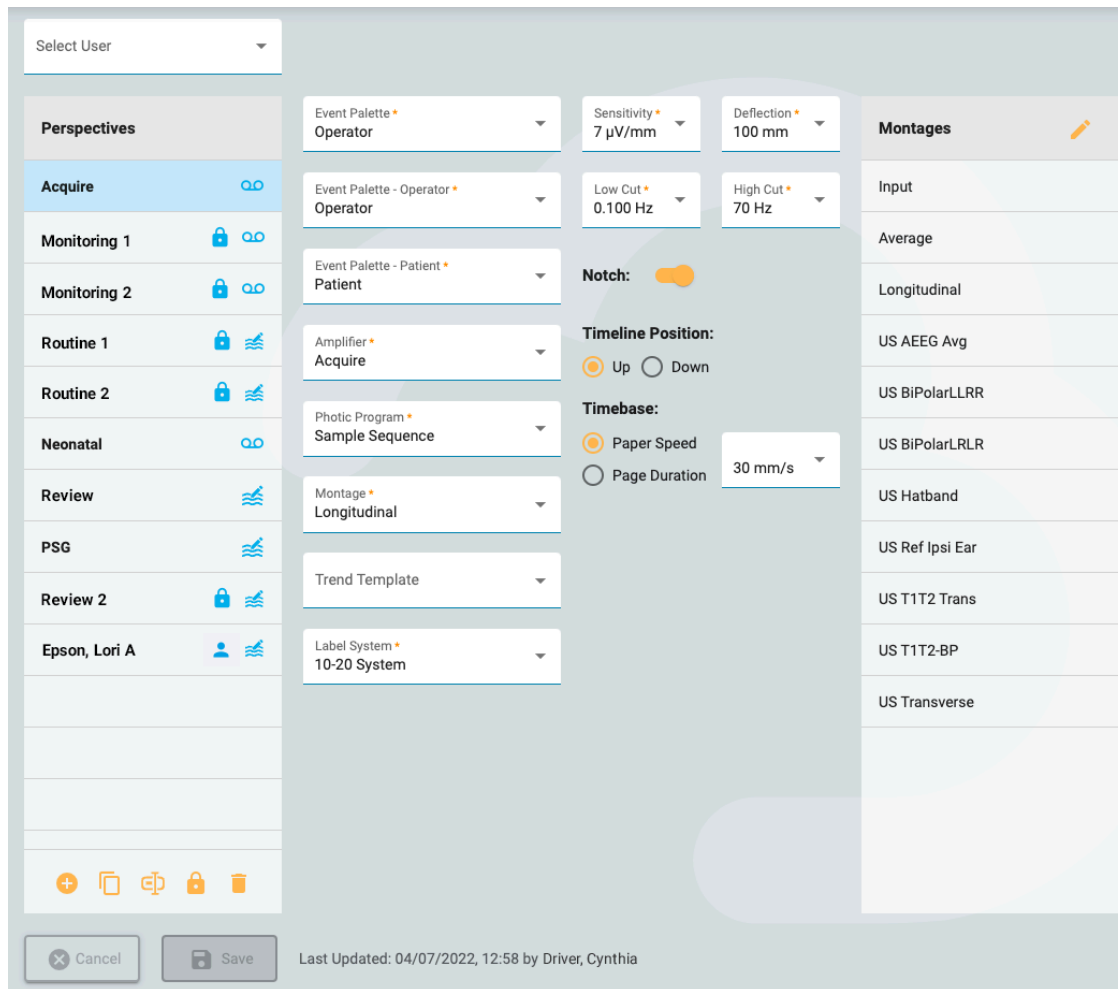 Select User
Perspectives
Acquire
Monitoring 1
Monitoring 2
Routine 1
Routine 2
Neonatal
Review
PSG
Review 2
Epson, Lori A
Event Palette *
Operator
Event Palette - Operator *
Operator
Event Palette - Patient *
Patient
Amplifier *
Acquire
Photic Program *
Sample Sequence
Montage *
Longitudinal
Trend Template
Label System *
10-20 System
Sensitivity *
7 μV/mm
Deflection *
100 mm
Low Cut *
0.100 Hz
High Cut *
70 Hz
Notch:
Timeline Position:
Up Down
Timebase:
Paper Speed
Page Duration
30 mm/s
Montages
Input
Average
Longitudinal
US AEEG Avg
US BiPolarLLRR
US BiPolarLRLR
US Hatband
US Ref Ipsi Ear
US T1T2 Trans
US T1T2-BP
US Transverse
Cancel
Save
Last Updated: 04/07/2022, 12:58 by Driver, Cynthia